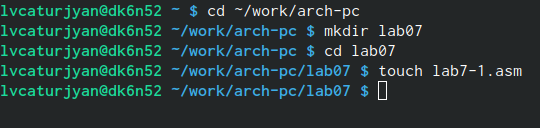 lvcaturjyan@dk6n52 ~ $ cd ~/work/arch-pc
lvcaturjyan@dk6n52 ~/work/arch-pc $ mkdir lab07
lvcaturjyan@dk6n52 ~/work/arch-pc $ cd lab07
lvcaturjyan@dk6n52 ~/work/arch-pc/lab07 $ touch lab7-1.asm
lvcaturjyan@dk6n52 ~/work/arch-pc/lab07 $